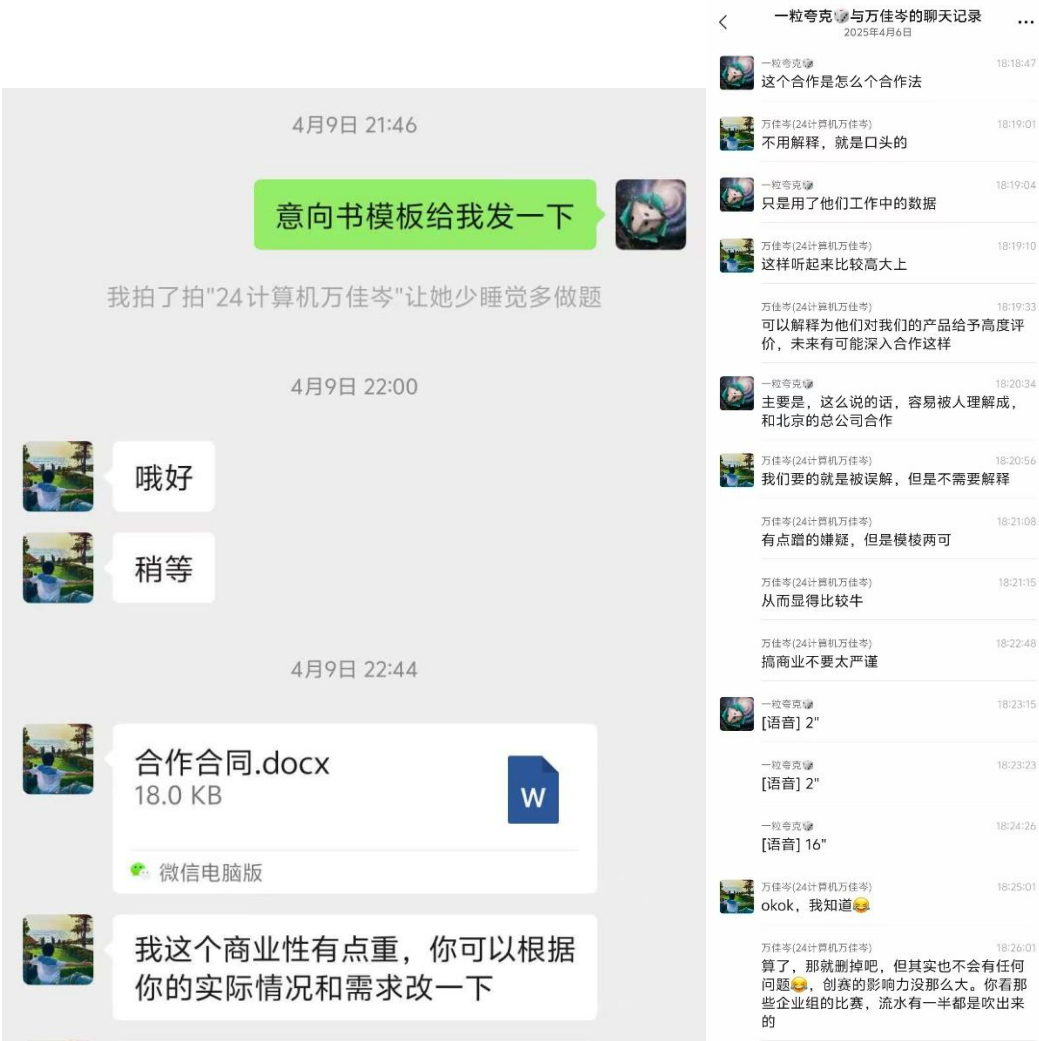 4月9日 21:46
意向书模板给我发一下
我拍了拍"24计算机万佳岑"让她少睡觉多做题
4月9日 22:00
哦好
稍等
4月9日 22:44
合作合同.docx
18.0 KB
W
微信电脑版
我这个商业性有点重，你可以根据
你的实际情况和需求改一下
一粒夸克🎲与万佳岑的聊天记录
2025年4月6日
一粒夸克🎲 18:18:47
这个合作是怎么个合作法
万佳岑(24计算机万佳岑) 18:19:01
不用解释，就是口头的
一粒夸克🎲 18:19:04
只是用了他们工作中的数据
万佳岑(24计算机万佳岑) 18:19:10
这样听起来比较高大上
万佳岑(24计算机万佳岑) 18:19:33
可以解释为他们对我们的产品给予高度评
价，未来有可能深入合作这样
一粒夸克🎲 18:20:34
主要是，这么说的话，容易被人理解成，
和北京的总公司合作
万佳岑(24计算机万佳岑) 18:20:56
我们要的就是被误解，但是不需要解释
万佳岑(24计算机万佳岑) 18:21:08
有点蹭的嫌疑，但是模棱两可
万佳岑(24计算机万佳岑) 18:21:15
从而显得比较牛
万佳岑(24计算机万佳岑) 18:22:48
搞商业不要太严谨
一粒夸克🎲 18:23:15
[语音] 2"
一粒夸克🎲 18:23:23
[语音] 2"
一粒夸克🎲 18:24:26
[语音] 16"
万佳岑(24计算机万佳岑) 18:25:01
okok，我知道😂
万佳岑(24计算机万佳岑) 18:26:01
算了，那就删掉吧，但其实也不会有任何
问题😂，创赛的影响力没那么大。你看那
些企业组的比赛，流水有一半都是吹出来
的